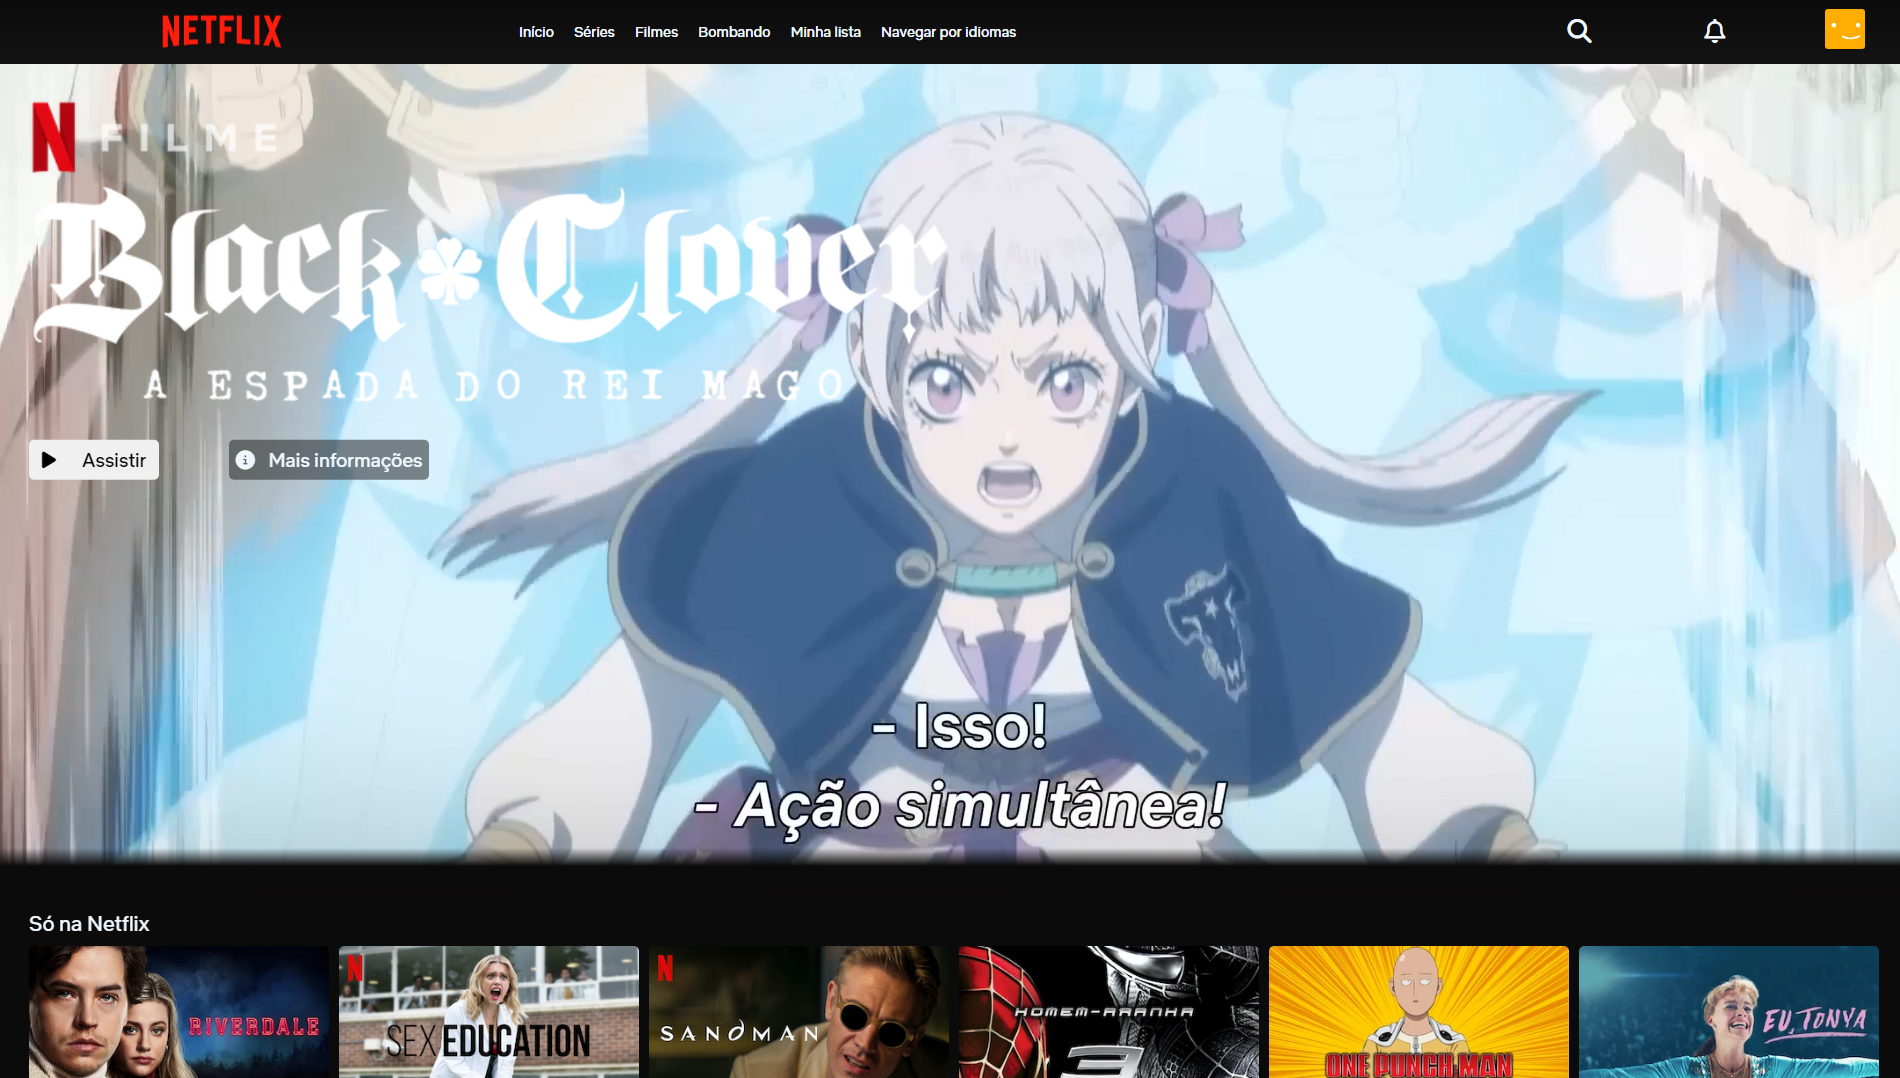 NETFLIX
Início Séries Filmes Bombando Minha lista Navegar por idiomas
N FILME
Black Clover
A ESPADA DO REI MAGO
Assistir Mais informações
- Isso!
- Ação simultânea!
Só na Netflix
RIVERDALE
N
SEX EDUCATION
N
SANDMAN
HOMEM-ARANHA
3
ONE PUNCH MAN
EU, TONYA